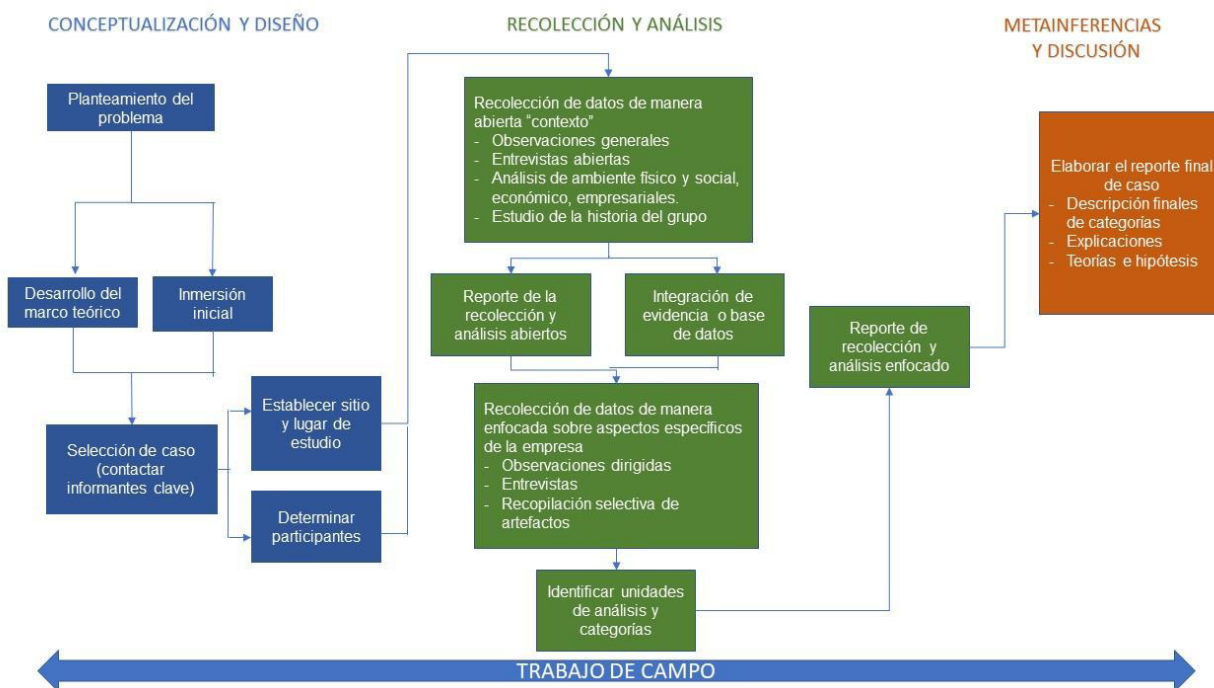 CONCEPTUALIZACIÓN Y DISEÑO
RECOLECCIÓN Y ANÁLISIS
METAINFERENCIAS
Y DISCUSIÓN
Planteamiento del
problema
Desarrollo del
marco teórico
Inmersión
inicial
Selección de caso
(contactar
informantes clave)
Establecer sitio
y lugar de
estudio
Determinar
participantes
Recolección de datos de manera
abierta “contexto”
- Observaciones generales
- Entrevistas abiertas
- Análisis de ambiente físico y social,
económico, empresariales.
- Estudio de la historia del grupo
Reporte de la
recolección y
análisis abiertos
Integración de
evidencia o base
de datos
Recolección de datos de manera
enfocada sobre aspectos específicos
de la empresa
- Observaciones dirigidas
- Entrevistas
- Recopilación selectiva de
artefactos
Identificar unidades
de análisis y
categorías
Reporte de
recolección y
análisis enfocado
Elaborar el reporte final
de caso
- Descripción finales
de categorías
- Explicaciones
- Teorías e hipótesis
TRABAJO DE CAMPO